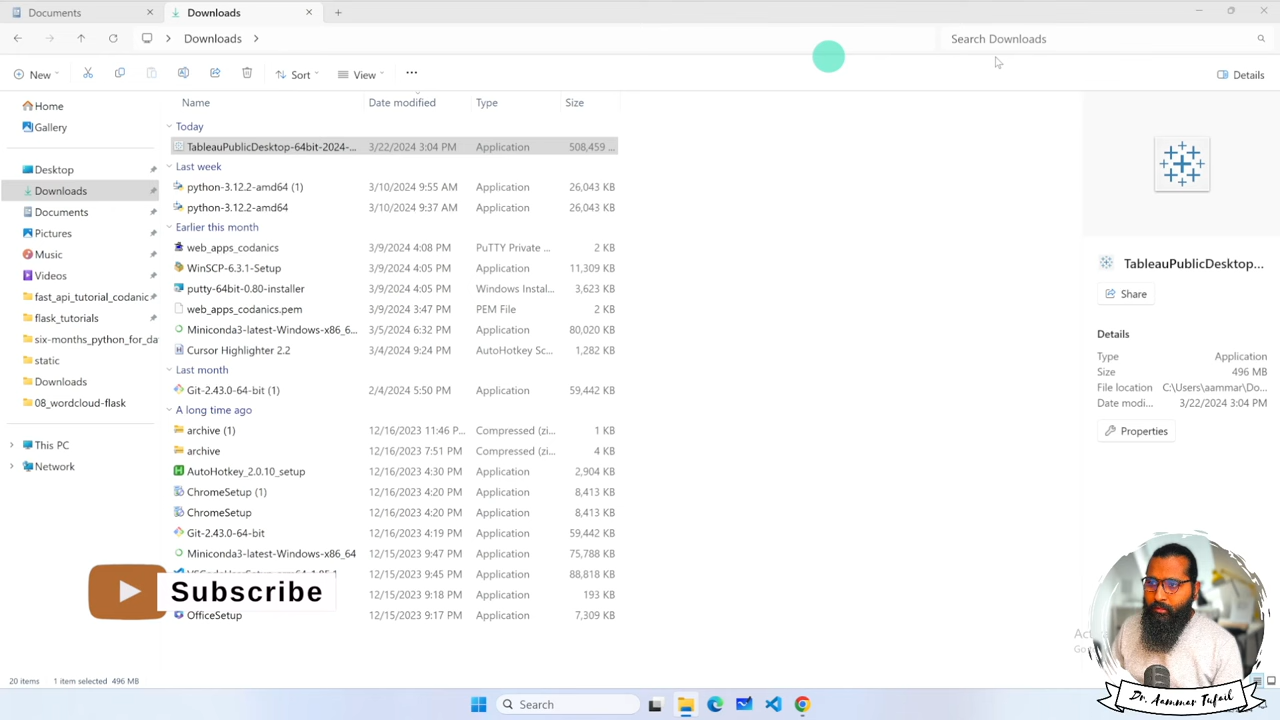 Documents
Downloads
Downloads
Search Downloads
New
Sort
View
Details
Home
Gallery
Desktop
Downloads
Documents
Pictures
Music
Videos
fast_api_tutorial_codanic
flask_tutorials
six-months_python_for_da
static
Downloads
08_wordcloud-flask
This PC
Network
Name Date modified Type Size
Today
TableauPublicDesktop-64bit-2024-... 3/22/2024 3:04 PM Application 508,459 ...
Last week
python-3.12.2-amd64 (1) 3/10/2024 9:55 AM Application 26,043 KB
python-3.12.2-amd64 3/10/2024 9:37 AM Application 26,043 KB
Earlier this month
web_apps_codanics 3/9/2024 4:08 PM PuTTY Private ... 2 KB
WinSCP-6.3.1-Setup 3/9/2024 4:05 PM Application 11,309 KB
putty-64bit-0.80-installer 3/9/2024 4:05 PM Windows Instal... 3,623 KB
web_apps_codanics.pem 3/9/2024 3:47 PM PEM File 2 KB
Miniconda3-latest-Windows-x86_6... 3/5/2024 6:32 PM Application 80,020 KB
Cursor Highlighter 2.2 3/4/2024 9:24 PM AutoHotkey Sc... 1,282 KB
Last month
Git-2.43.0-64-bit (1) 2/4/2024 5:50 PM Application 59,442 KB
A long time ago
archive (1) 12/16/2023 11:46 P... Compressed (zi... 1 KB
archive 12/16/2023 7:51 PM Compressed (zi... 4 KB
AutoHotkey_2.0.10_setup 12/16/2023 4:30 PM Application 2,904 KB
ChromeSetup (1) 12/16/2023 4:20 PM Application 8,413 KB
ChromeSetup 12/16/2023 4:20 PM Application 8,413 KB
Git-2.43.0-64-bit 12/16/2023 4:19 PM Application 59,442 KB
Miniconda3-latest-Windows-x86_64 12/15/2023 9:47 PM Application 75,788 KB
12/15/2023 9:45 PM Application 88,818 KB
12/15/2023 9:18 PM Application 193 KB
OfficeSetup 12/15/2023 9:17 PM Application 7,309 KB
Subscribe
TableauPublicDesktop...
Share
Details
Type Application
Size 496 MB
File location C:\Users\aammar\Do...
Date modi... 3/22/2024 3:04 PM
Properties
Dr. Aammar Tufail
20 items 1 item selected 496 MB
Search